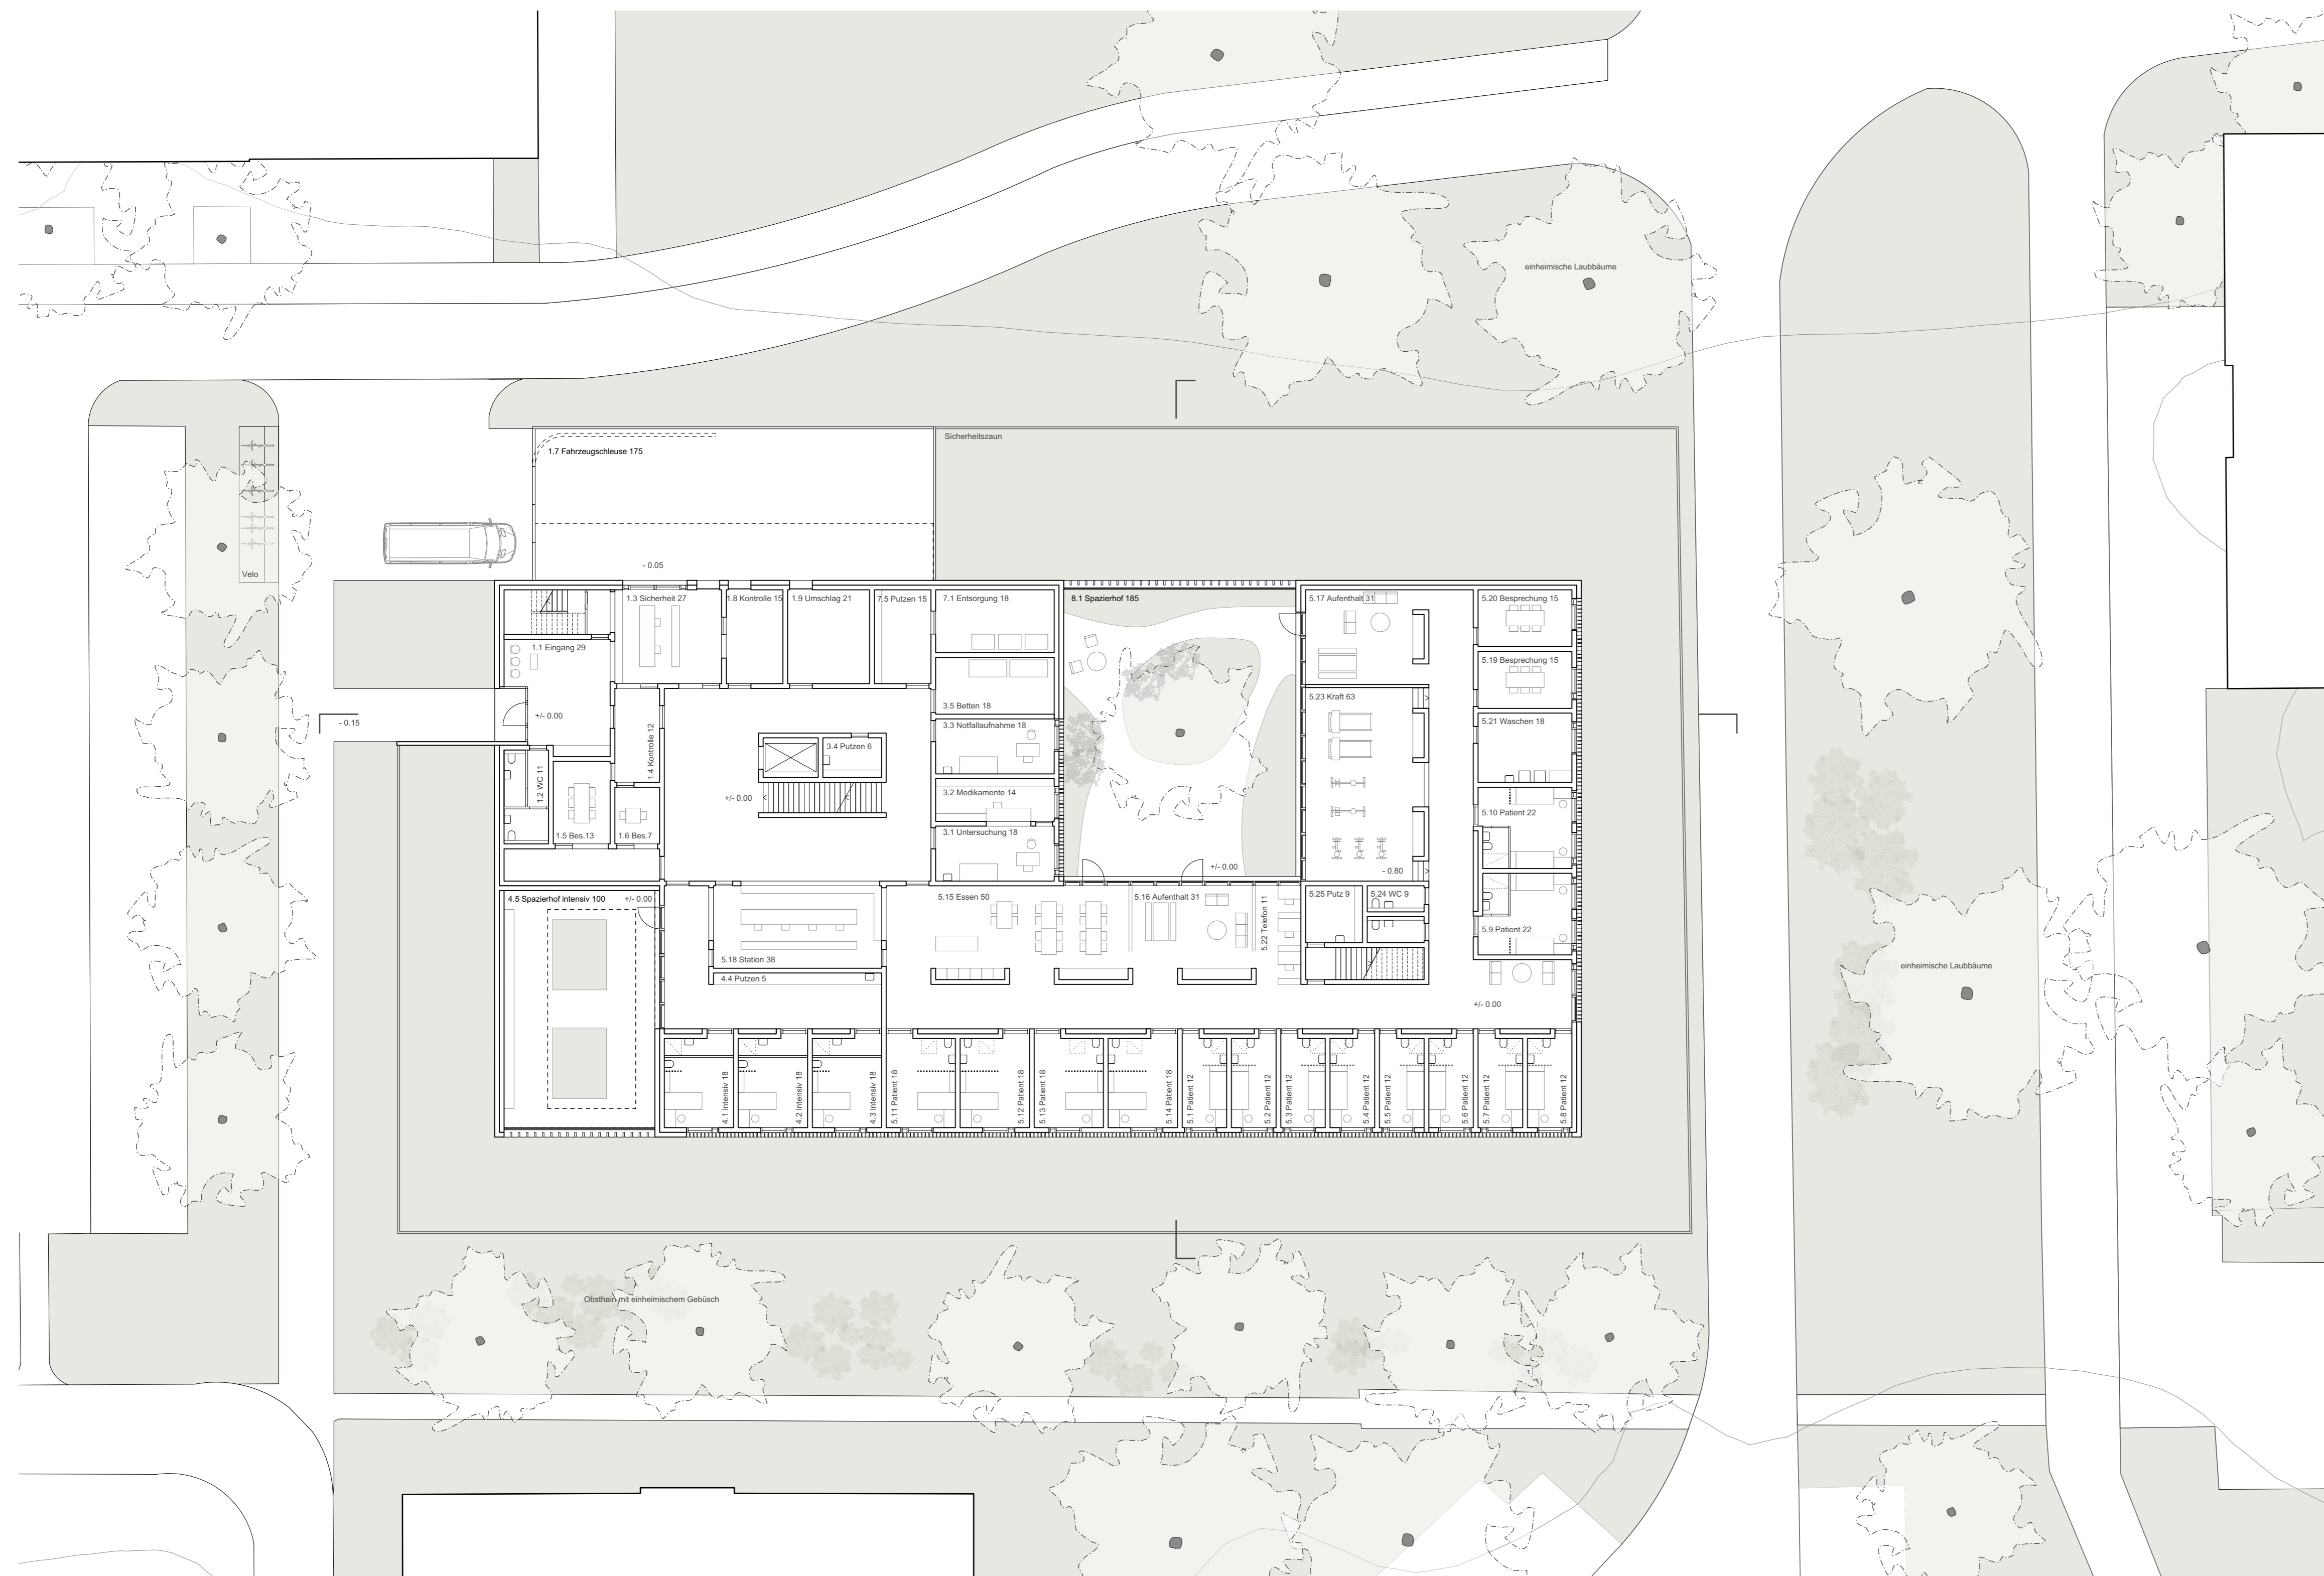 einheimische Laubbäume
Sicherheitszaun
1.7 Fahrzeugschleuse 175
- 0.05
Velo
1.3 Sicherheit 27
1.8 Kontrolle 15
1.9 Umschlag 21
7.5 Putzen 15
7.1 Entsorgung 18
8.1 Spazierhof 185
5.17 Aufenthalt 31
5.20 Besprechung 15
1.1 Eingang 29
5.19 Besprechung 15
5.23 Kraft 63
3.5 Betten 18
+/- 0.00
- 0.15
3.3 Notfallaufnahme 18
5.21 Waschen 18
1.4 Kontrolle 12
3.4 Putzen 6
1.2 WC 11
+/- 0.00
3.2 Medikamente 14
5.10 Patient 22
1.5 Bes.13
1.6 Bes.7
3.1 Untersuchung 18
+/- 0.00
- 0.80
4.5 Spazierhof intensiv 100
+/- 0.00
5.15 Essen 50
5.16 Aufenthalt 31
5.22 Telefon 11
5.25 Putz 9
5.24 WC 9
5.9 Patient 22
5.18 Station 38
4.4 Putzen 5
einheimische Laubbäume
+/- 0.00
4.1 Intensiv 18
4.2 Intensiv 18
4.3 Intensiv 18
5.11 Patient 18
5.12 Patient 18
5.13 Patient 18
5.14 Patient 18
5.1 Patient 12
5.2 Patient 12
5.3 Patient 12
5.4 Patient 12
5.5 Patient 12
5.6 Patient 12
5.7 Patient 12
5.8 Patient 12
Obsthain mit einheimischem Gebüsch